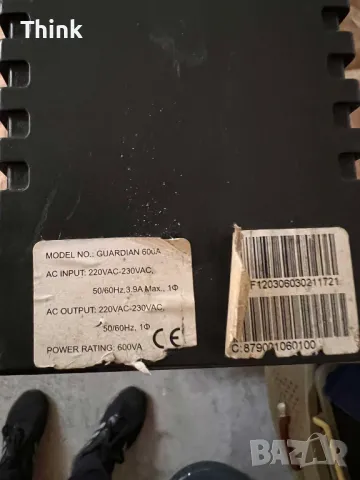 Think
MODEL NO.: GUARDIAN 600A
AC INPUT: 220VAC-230VAC,
50/60Hz, 3.9A Max., 1Φ
AC OUTPUT: 220VAC-230VAC,
50/60Hz, 1Φ
CE
POWER RATING: 600VA
F120306030211721
C: 879001060100
BAZAR
bg